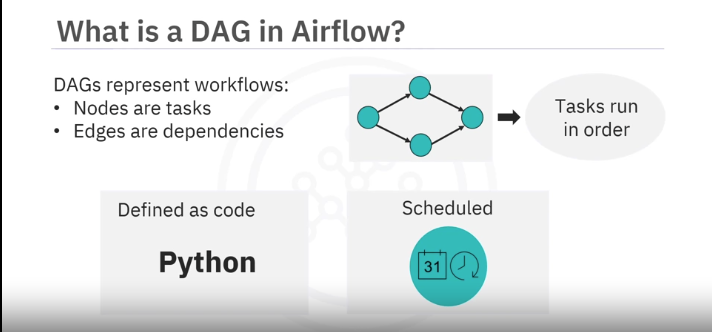 What is a DAG in Airflow?
DAGs represent workflows:
• Nodes are tasks
• Edges are dependencies
Tasks run
in order
Defined as code
Python
Scheduled
31